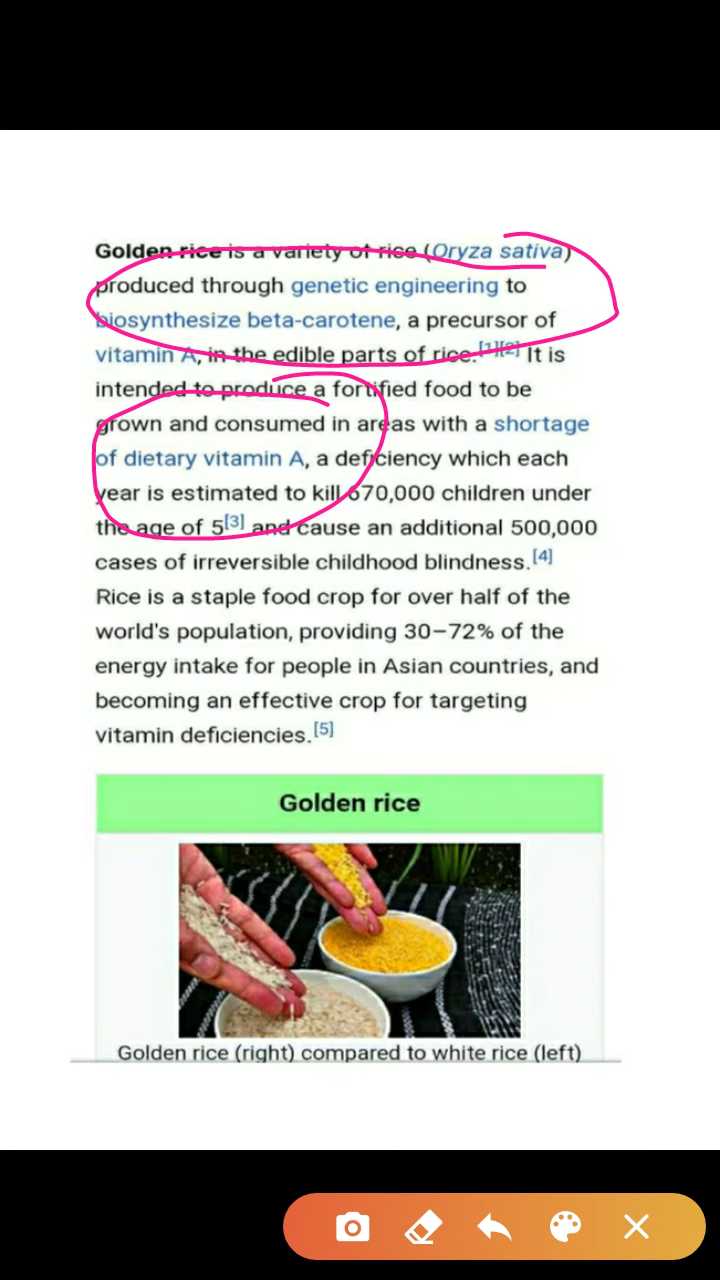 Golden rice is a variety of rice (Oryza sativa)
produced through genetic engineering to
biosynthesize beta-carotene, a precursor of
vitamin A, in the edible parts of rice.[1][2] It is
intended to produce a fortified food to be
grown and consumed in areas with a shortage
of dietary vitamin A, a deficiency which each
year is estimated to kill 670,000 children under
the age of 5[3] and cause an additional 500,000
cases of irreversible childhood blindness.[4]
Rice is a staple food crop for over half of the
world's population, providing 30–72% of the
energy intake for people in Asian countries, and
becoming an effective crop for targeting
vitamin deficiencies.[5]
Golden rice
Golden rice (right) compared to white rice (left)